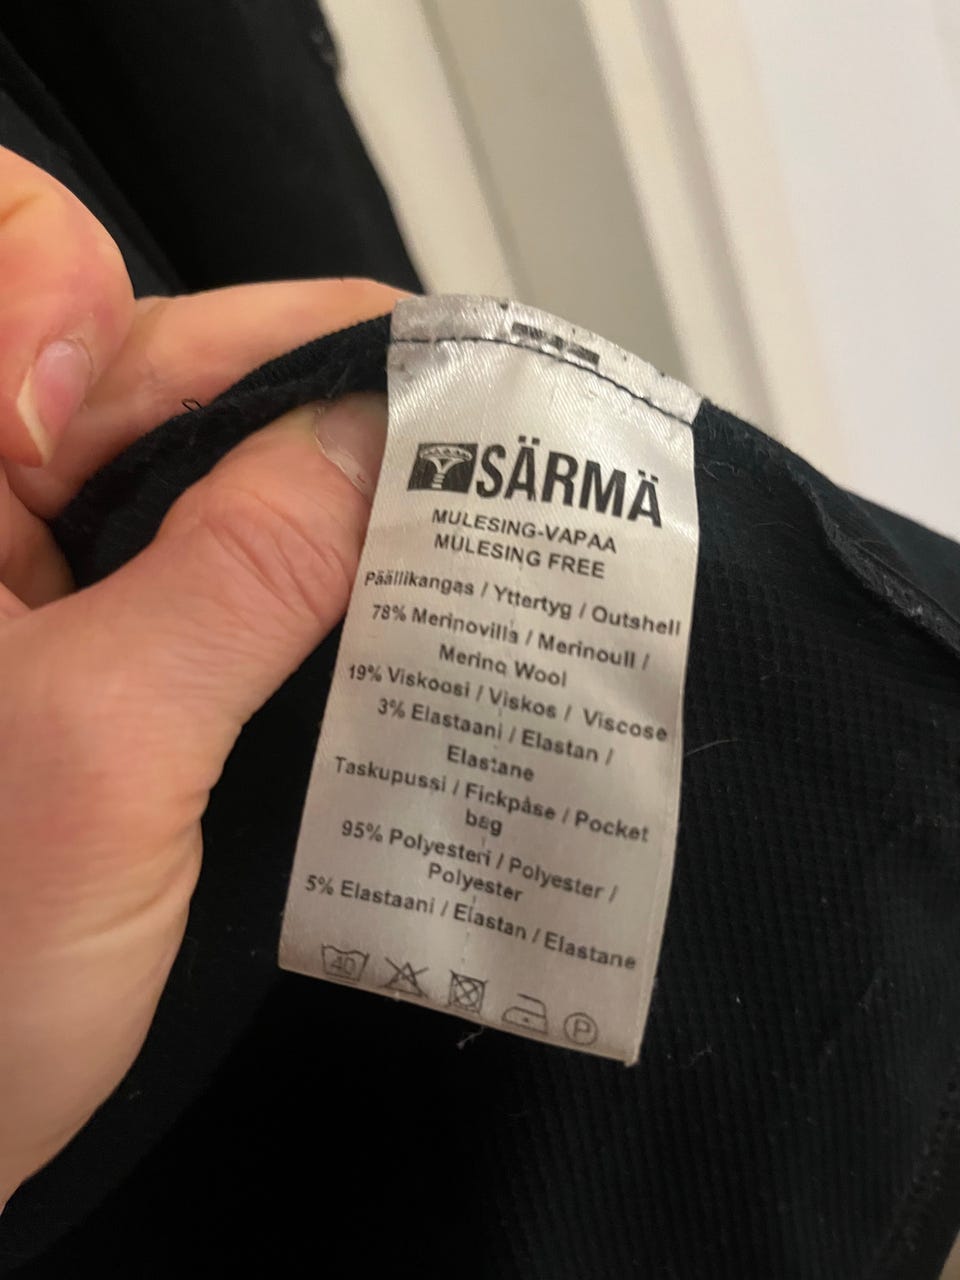 SÄRMÄ
MULESING-VAPAA
MULESING FREE
Päällikangas / Yttertyg / Outshell
78% Merinovilla / Merinoull /
Merino Wool
19% Viskoosi / Viskos / Viscose
3% Elastaani / Elastan /
Elastane
Taskupussi / Fickpåse / Pocket
bag
95% Polyesteri / Polyester /
Polyester
5% Elastaani / Elastan / Elastane
40
P